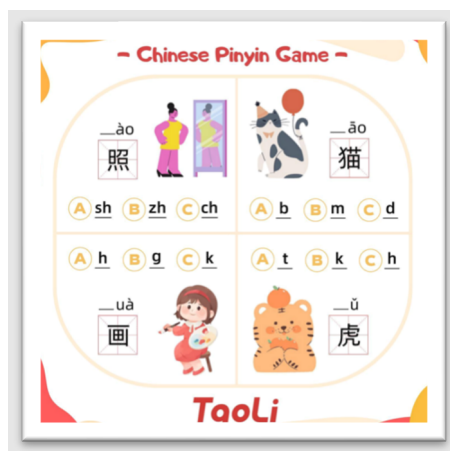 - Chinese Pinyin Game -
__ào
照
A sh B zh C ch
__āo
猫
A b B m C d
A h B g C k
__uà
画
A t B k C h
__ǔ
虎
TaoLi